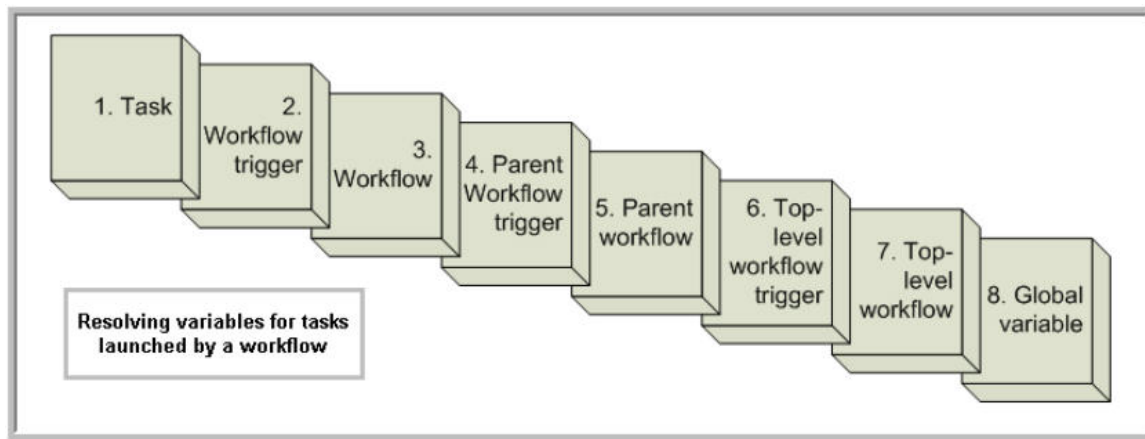 1. Task
2.
Workflow
trigger
3.
Workflow
4. Parent
Workflow
trigger
5. Parent
workflow
6. Top-
level
workflow
trigger
7. Top-
level
workflow
8. Global
variable
Resolving variables for tasks
launched by a workflow